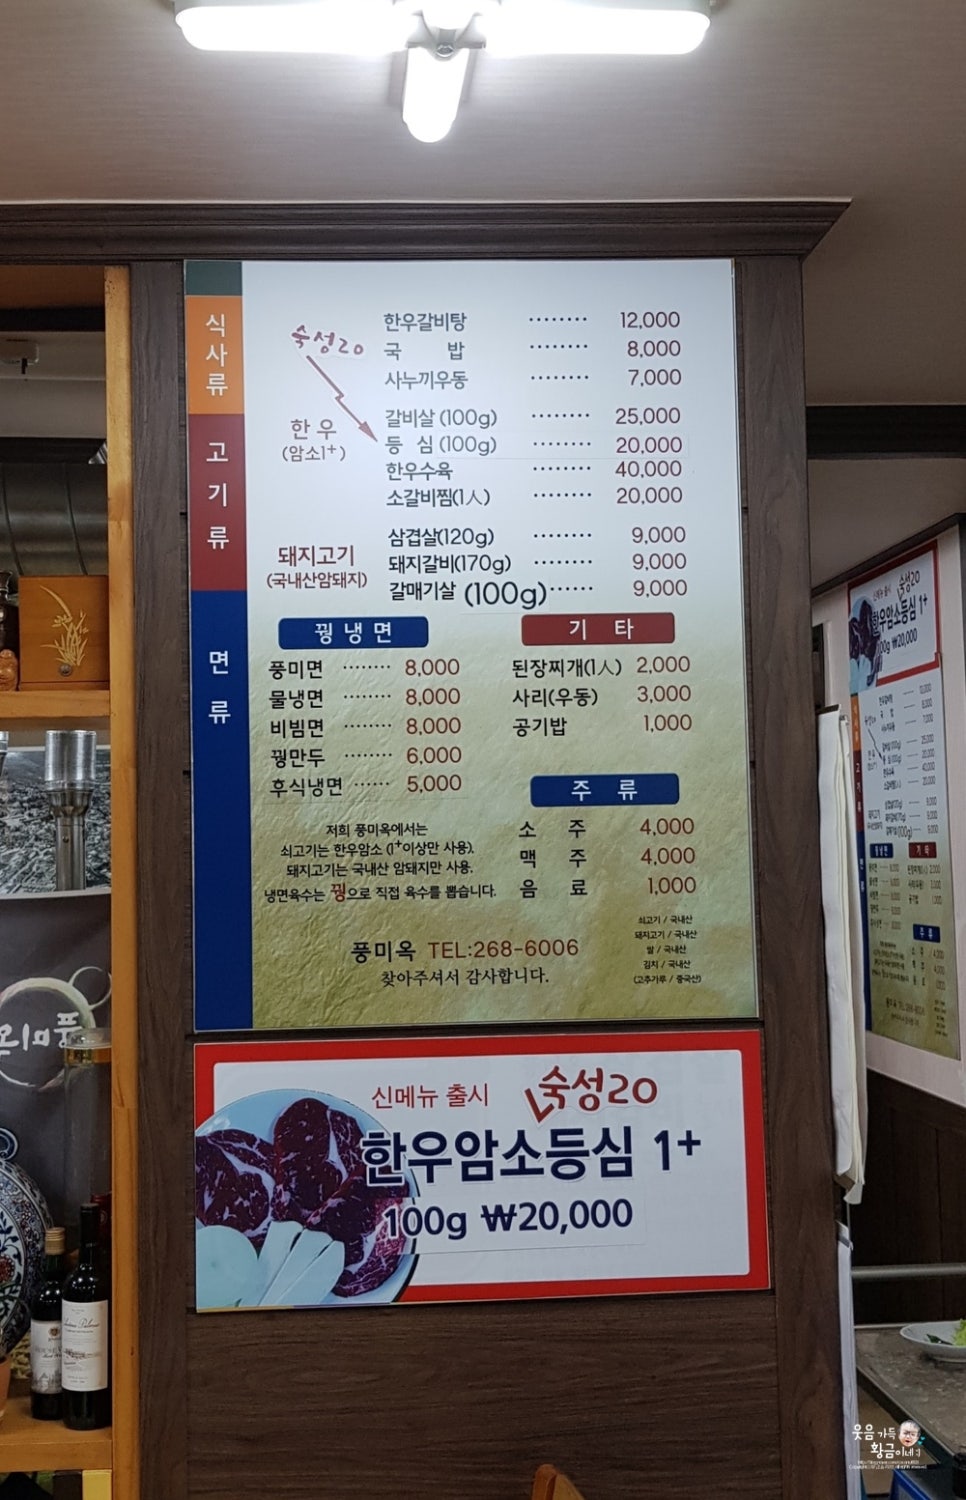 식사류
숙성20
한우갈비탕 ········ 12,000
국 밥 ········ 8,000
사누끼우동 ········ 7,000
고기류
한우
(암소1+)
갈비살 (100g) ········ 25,000
등 심 (100g) ········ 20,000
한우수육 ········ 40,000
소갈비찜(1人) ········ 20,000
돼지고기
(국내산암돼지)
삼겹살(120g) ········ 9,000
돼지갈비(170g) ········ 9,000
갈매기살 (100g) ······ 9,000
면류
꿩냉면
풍미면 ········ 8,000
물냉면 ········ 8,000
비빔면 ········ 8,000
꿩만두 ········ 6,000
후식냉면 ······ 5,000
기 타
된장찌개(1人) 2,000
사리(우동) 3,000
공기밥 1,000
주 류
소 주 4,000
맥 주 4,000
음 료 1,000
저희 풍미옥에서는
쇠고기는 한우암소 (1+이상만 사용),
돼지고기는 국내산 암돼지만 사용.
냉면육수는 꿩으로 직접 육수를 뽑습니다.
쇠고기 / 국내산
돼지고기 / 국내산
쌀 / 국내산
김치 / 국내산
(고추가루 / 중국산)
풍미옥 TEL:268-6006
찾아주셔서 감사합니다.
신메뉴 출시 숙성20
한우암소등심 1+
100g ₩20,000
신메뉴 출시 숙성20
한우암소등심 1+
100g ₩20,000
웃음 가득
황금이네